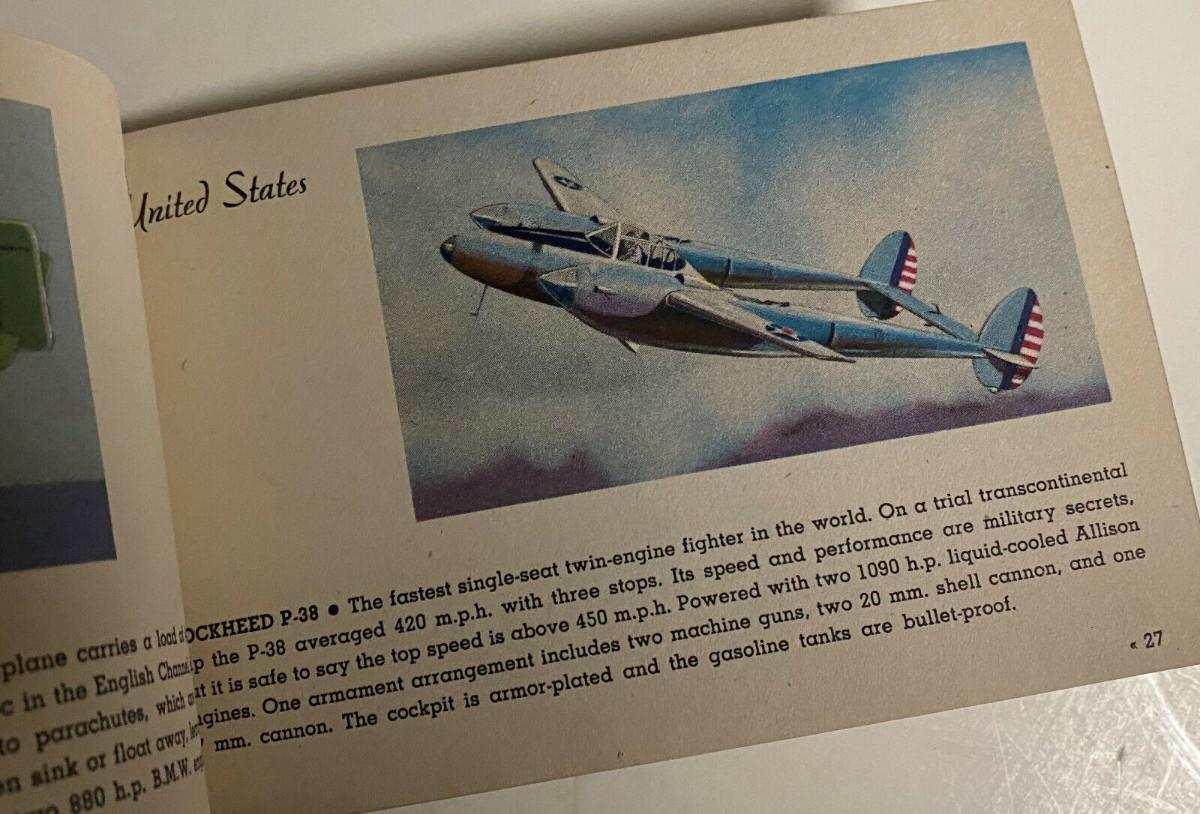 United States
OCKHEED P-38 ● The fastest single-seat twin-engine fighter in the world. On a trial transcontinental
p the P-38 averaged 420 m.p.h. with three stops. Its speed and performance are military secrets,
it is safe to say the top speed is above 450 m.p.h. Powered with two 1090 h.p. liquid-cooled Allison
gines. One armament arrangement includes two machine guns, two 20 mm. shell cannon, and one
mm. cannon. The cockpit is armor-plated and the gasoline tanks are bullet-proof.
« 27
plane carries a load
c in the English
to parachutes, which
en sink or float away,
880 h.p. B.M.W.